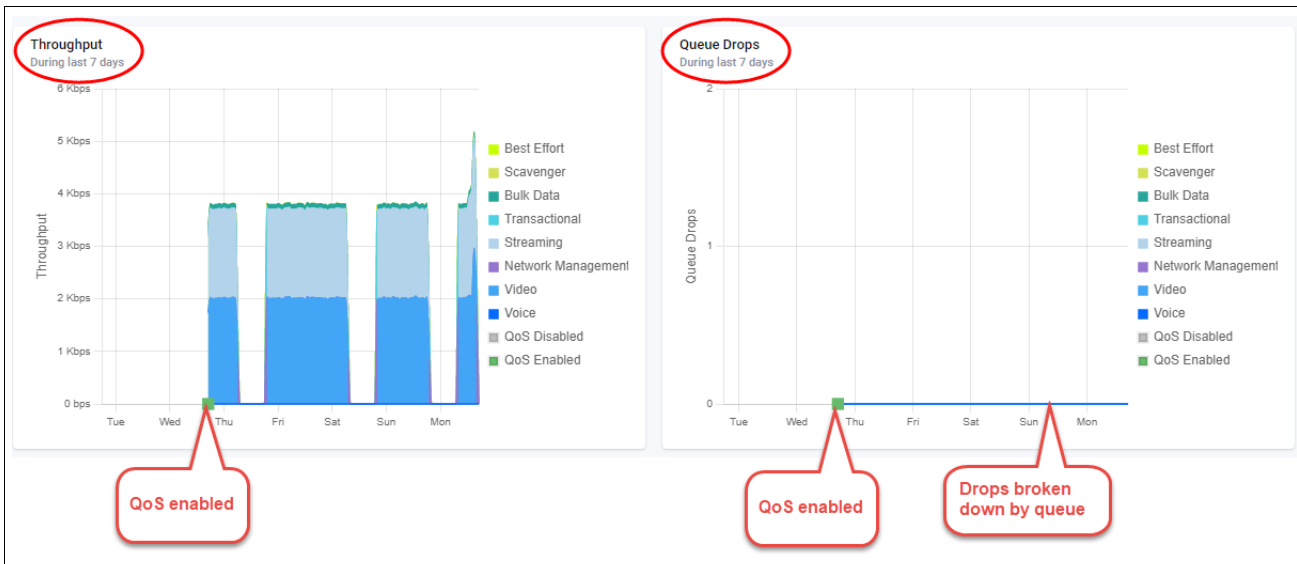 Throughput
During last 7 days
6 Kbps
5 Kbps
4 Kbps
3 Kbps
2 Kbps
1 Kbps
0 bps
Throughput
Tue Wed Thu Fri Sat Sun Mon
Best Effort
Scavenger
Bulk Data
Transactional
Streaming
Network Management
Video
Voice
QoS Disabled
QoS Enabled
QoS enabled
Queue Drops
During last 7 days
2
1
0
Queue Drops
Tue Wed Thu Fri Sat Sun Mon
Best Effort
Scavenger
Bulk Data
Transactional
Streaming
Network Management
Video
Voice
QoS Disabled
QoS Enabled
QoS enabled
Drops broken
down by queue